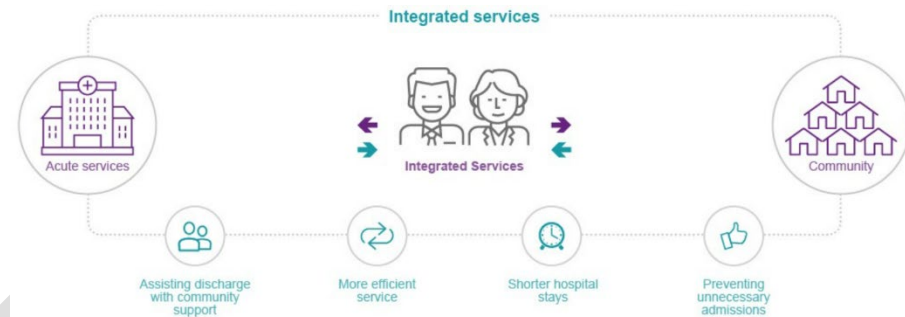 Integrated services
Acute services
Integrated Services
Community
Assisting discharge
with community
support
More efficient
service
Shorter hospital
stays
Preventing
unnecessary
admissions